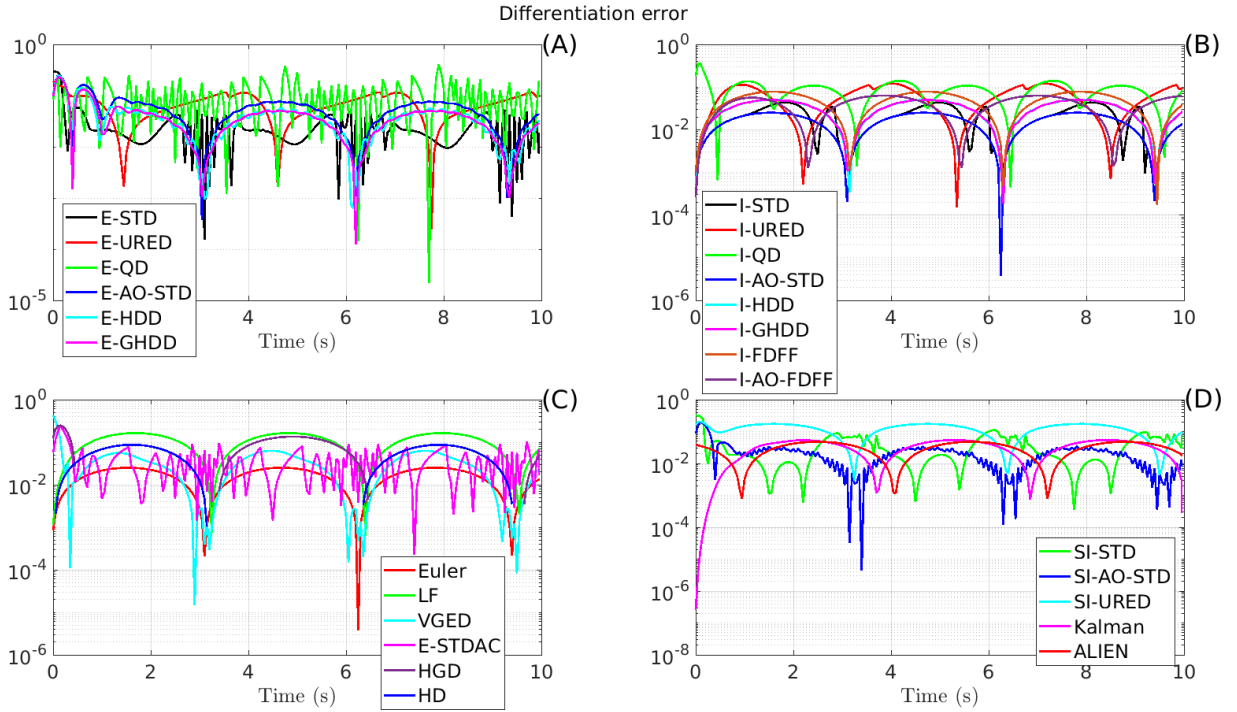 Differentiation error
(A)
10^0
10^-5
0 2 4 6 8 10
Time (s)
E-STD
E-URED
E-QD
E-AO-STD
E-HDD
E-GHDD
(B)
10^0
10^-2
10^-4
10^-6
0 2 4 6 8 10
Time (s)
I-STD
I-URED
I-QD
I-AO-STD
I-HDD
I-GHDD
I-FDFF
I-AO-FDFF
(C)
10^0
10^-2
10^-4
10^-6
0 2 4 6 8 10
Time (s)
Euler
LF
VGED
E-STDAC
HGD
HD
(D)
10^0
10^-2
10^-4
10^-6
10^-8
0 2 4 6 8 10
Time (s)
SI-STD
SI-AO-STD
SI-URED
Kalman
ALIEN